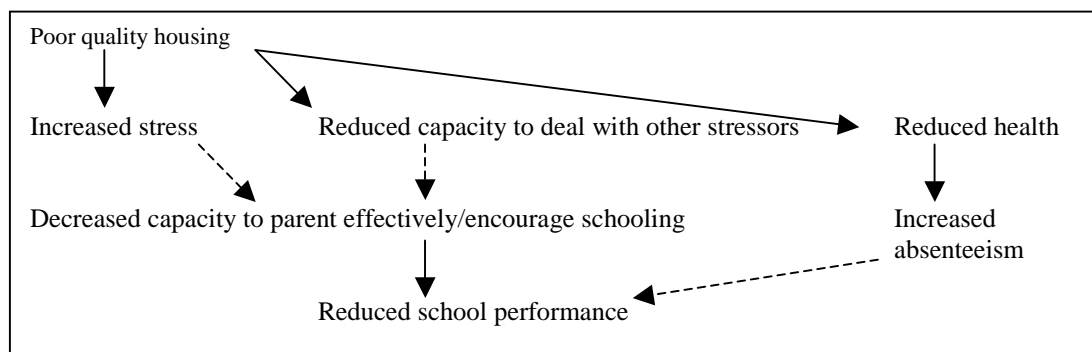 Poor quality housing
Increased stress
Reduced capacity to deal with other stressors
Reduced health
Decreased capacity to parent effectively/encourage schooling
Increased
absenteeism
Reduced school performance